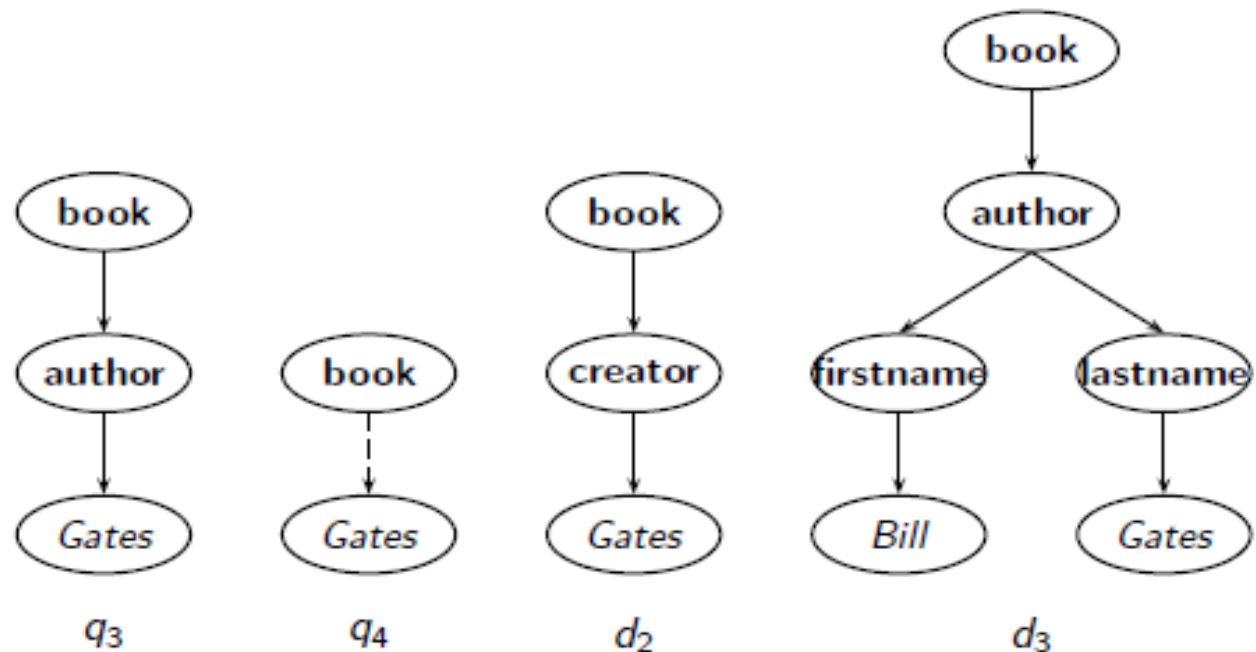 book
book book author
author book creator firstname lastname
Gates Gates Gates Bill Gates
q3 q4 d2 d3